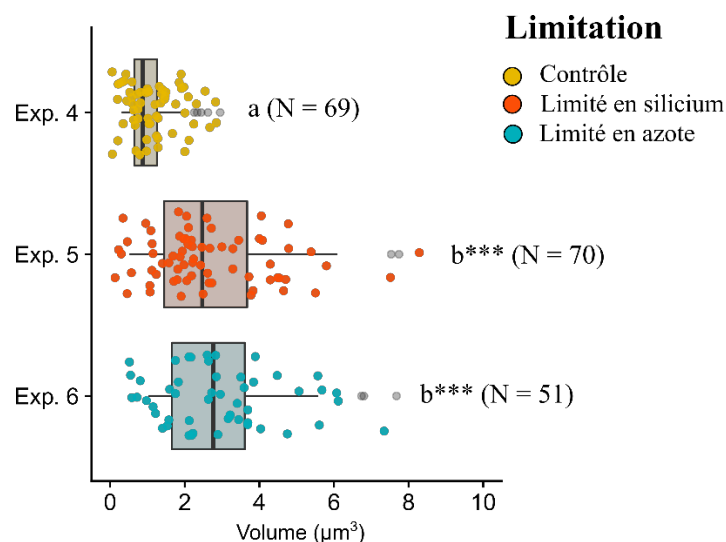 Limitation
Contrôle
Limité en silicium
Limité en azote
Exp. 4
a (N = 69)
Exp. 5
b*** (N = 70)
Exp. 6
b*** (N = 51)
0 2 4 6 8 10
Volume (µm³)